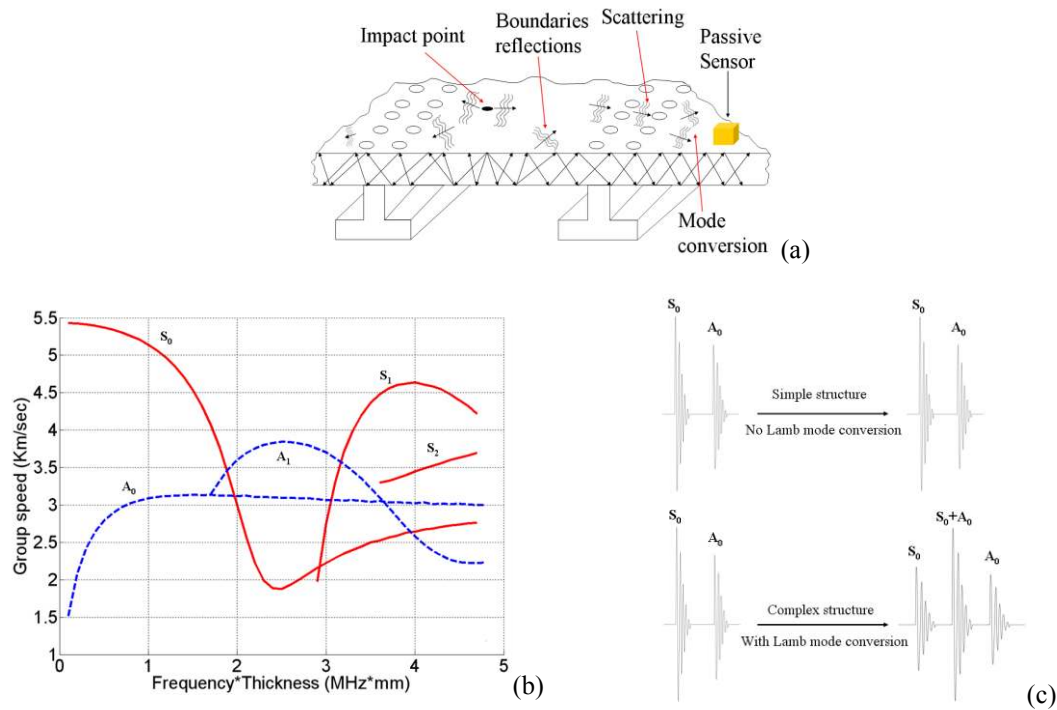 Impact point
Boundaries
reflections
Scattering
Passive
Sensor
Mode
conversion
(a)
5.5
5
4.5
4
3.5
3
2.5
2
1.5
1
Group speed (Km/sec)
S₀
S₁
A₁
S₂
A₀
0 1 2 3 4 5
Frequency*Thickness (MHz*mm)
(b)
S₀
A₀
Simple structure
No Lamb mode conversion
S₀
A₀
S₀
A₀
Complex structure
With Lamb mode conversion
S₀
S₀+A₀
A₀
(c)